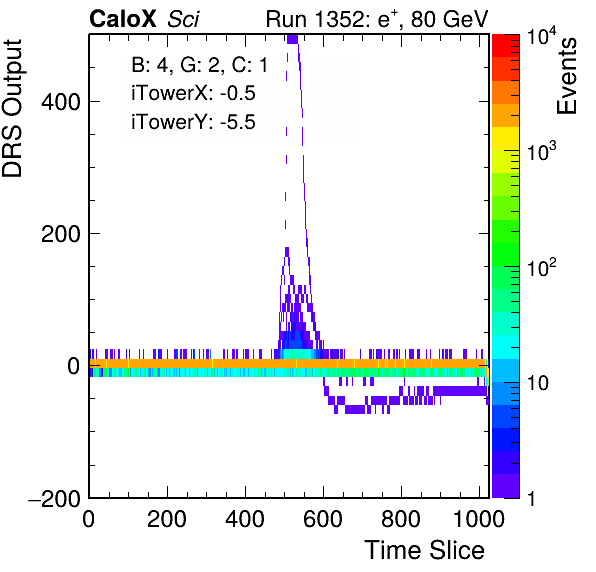 CaloX Sci Run 1352: e⁺, 80 GeV
B: 4, G: 2, C: 1
iTowerX: -0.5
iTowerY: -5.5
DRS Output
400
200
0
−200
0 200 400 600 800 1000
Time Slice
Events
10⁴
10³
10²
10
1